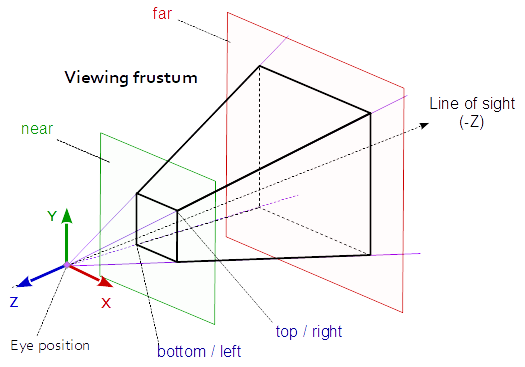 far
Viewing frustum
Line of sight
(-Z)
near
Y
Z
X
Eye position
top / right
bottom / left